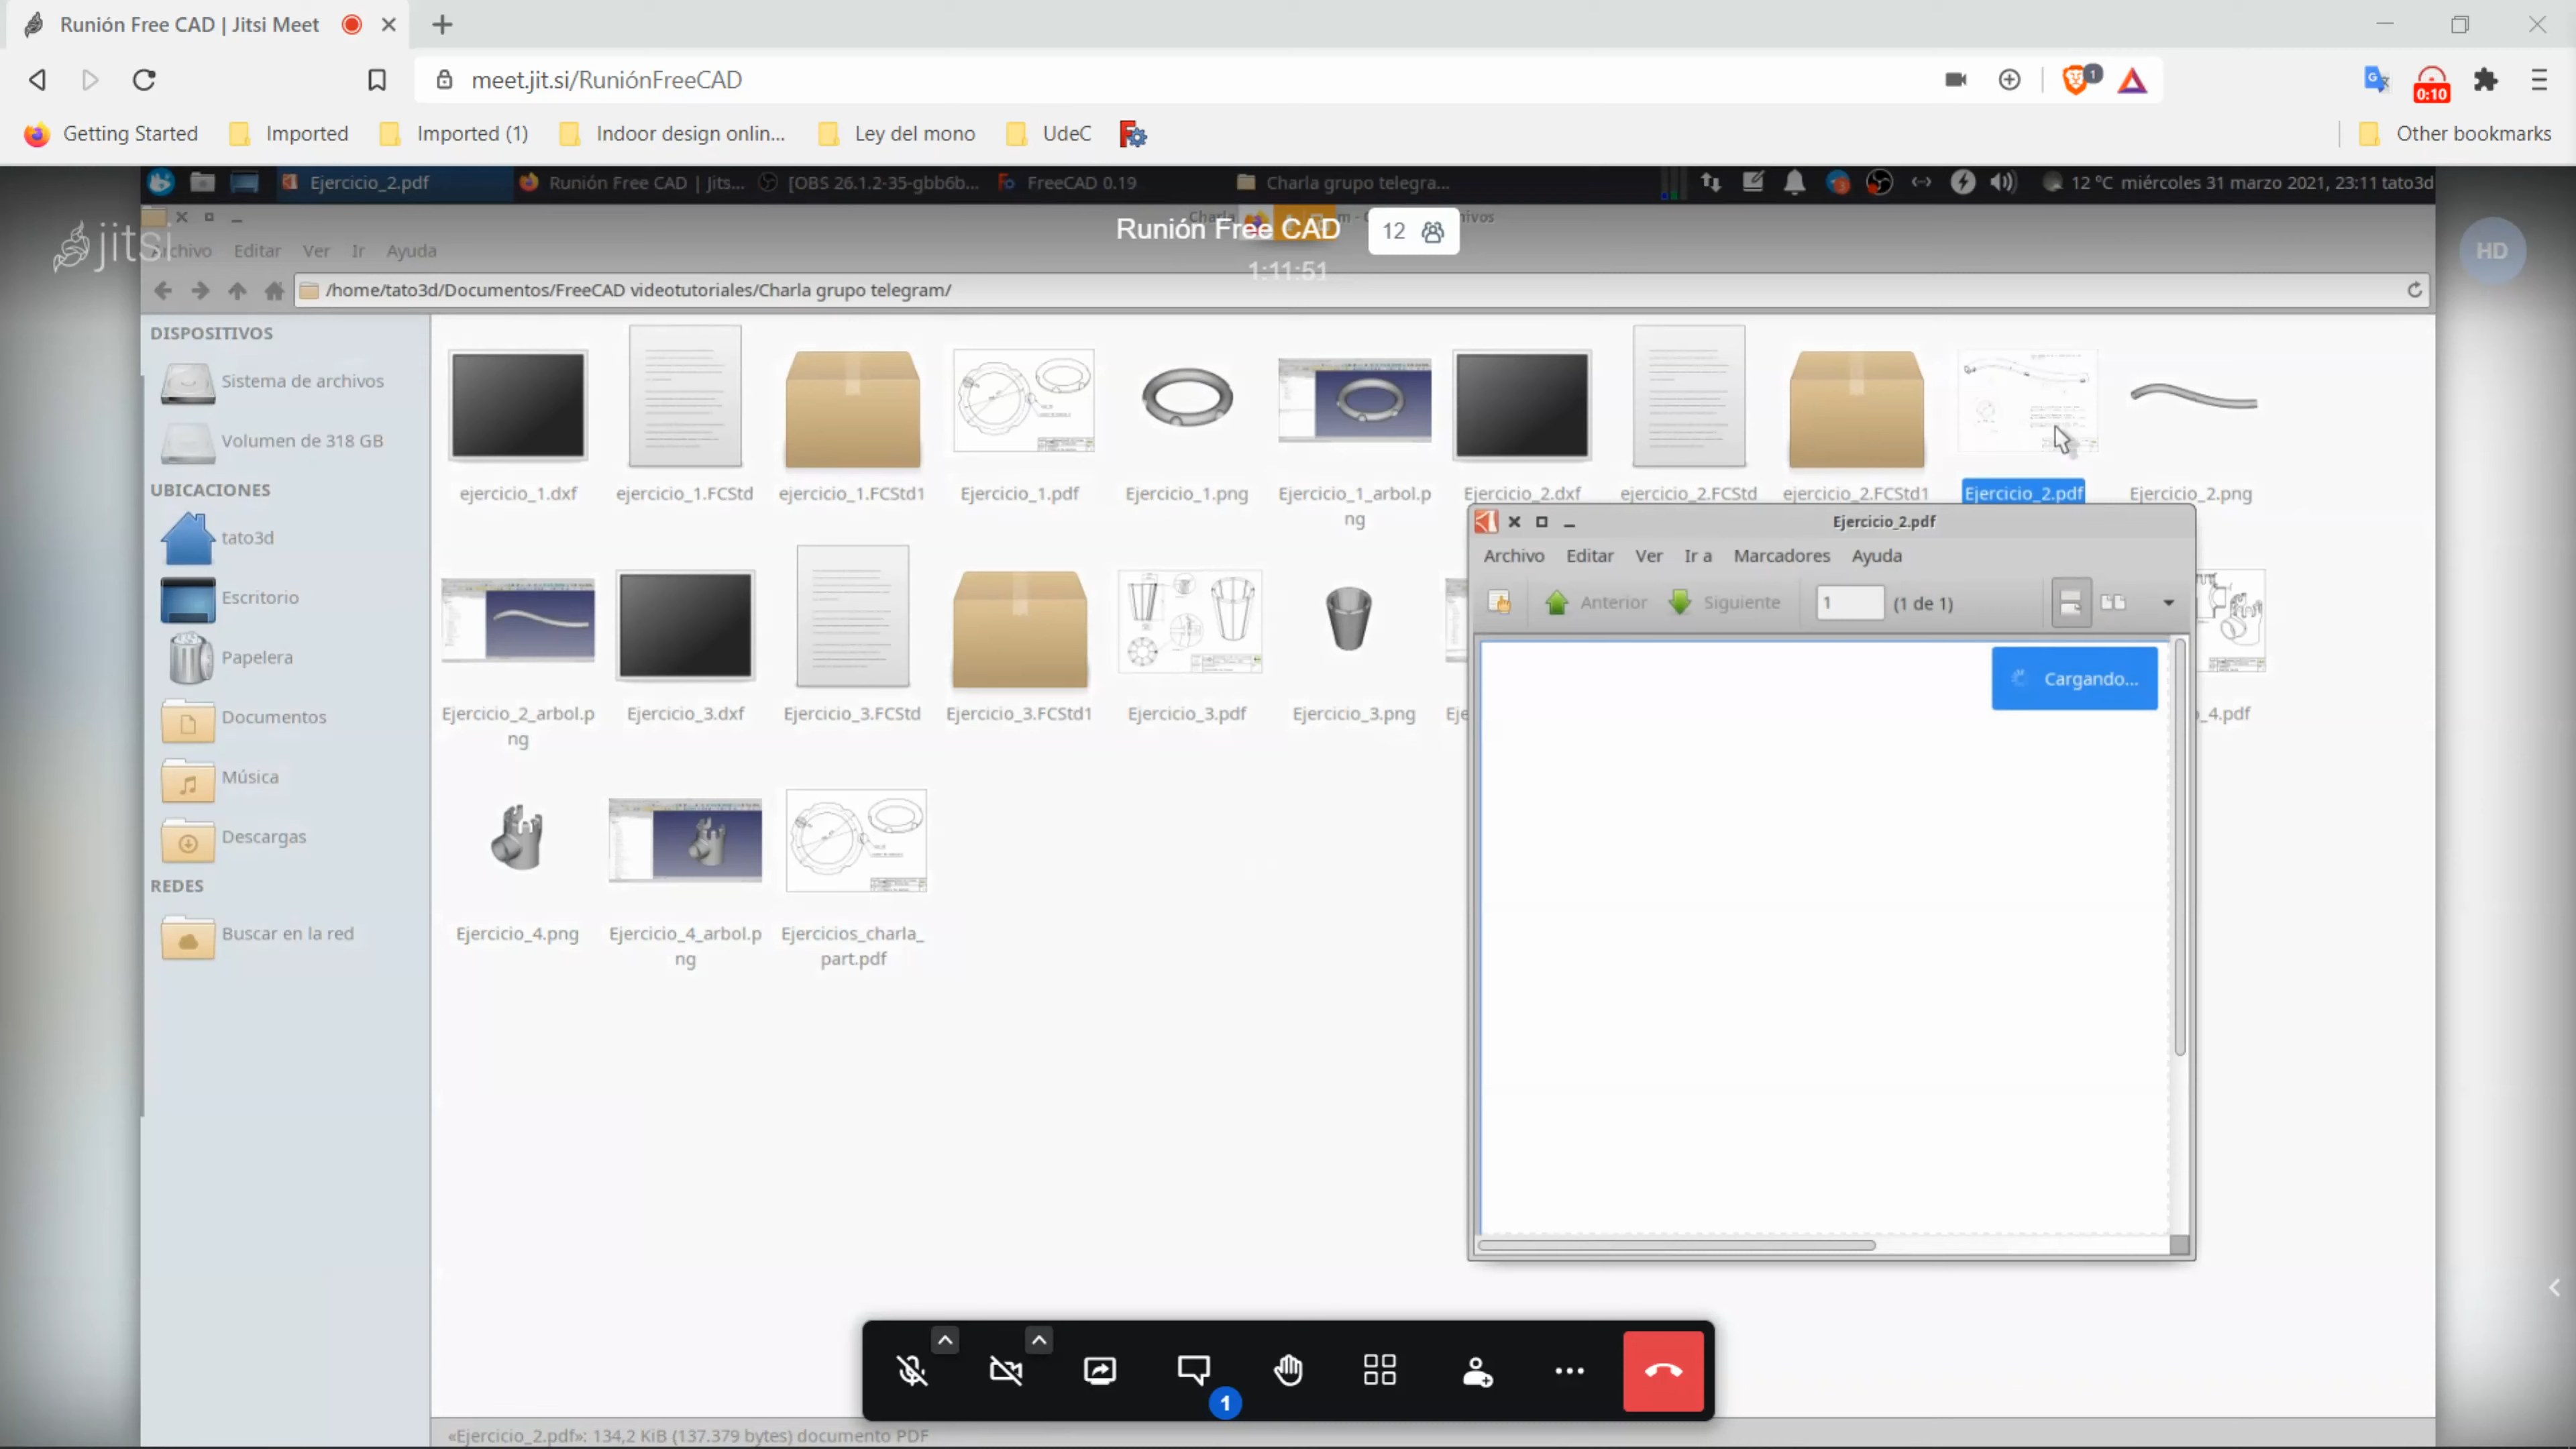 Runión Free CAD | Jitsi Meet
meet.jit.si/RuniónFreeCAD
1
0:10
Getting Started
Imported
Imported (1)
Indoor design onlin...
Ley del mono
UdeC
Other bookmarks
Ejercicio_2.pdf
Runión Free CAD | Jits...
[OBS 26.1.2-35-gbb6b...
FreeCAD 0.19
Charla grupo telegra...
12 °C miércoles 31 marzo 2021, 23:11 tato3d
jitsi
Runión Free CAD
12
1:11:51
HD
Editar Ver Ir Ayuda
/home/tato3d/Documentos/FreeCAD videotutoriales/Charla grupo telegram/
DISPOSITIVOS
Sistema de archivos
Volumen de 318 GB
UBICACIONES
tato3d
Escritorio
Papelera
Documentos
Música
Descargas
REDES
Buscar en la red
ejercicio_1.dxf
ejercicio_1.FCStd
ejercicio_1.FCStd1
Ejercicio_1.pdf
Ejercicio_1.png
Ejercicio_1_arbol.p
ng
Ejercicio_2.dxf
ejercicio_2.FCStd
ejercicio_2.FCStd1
Ejercicio_2.pdf
Ejercicio_2.png
Ejercicio_2_arbol.p
ng
Ejercicio_3.dxf
Ejercicio_3.FCStd
Ejercicio_3.FCStd1
Ejercicio_3.pdf
Ejercicio_3.png
Eje
_4.pdf
Ejercicio_4.png
Ejercicio_4_arbol.p
ng
Ejercicios_charla_
part.pdf
Ejercicio_2.pdf
Archivo Editar Ver Ir a Marcadores Ayuda
Anterior Siguiente 1 (1 de 1)
Cargando...
1
«Ejercicio_2.pdf»: 134,2 KiB (137.379 bytes) documento PDF